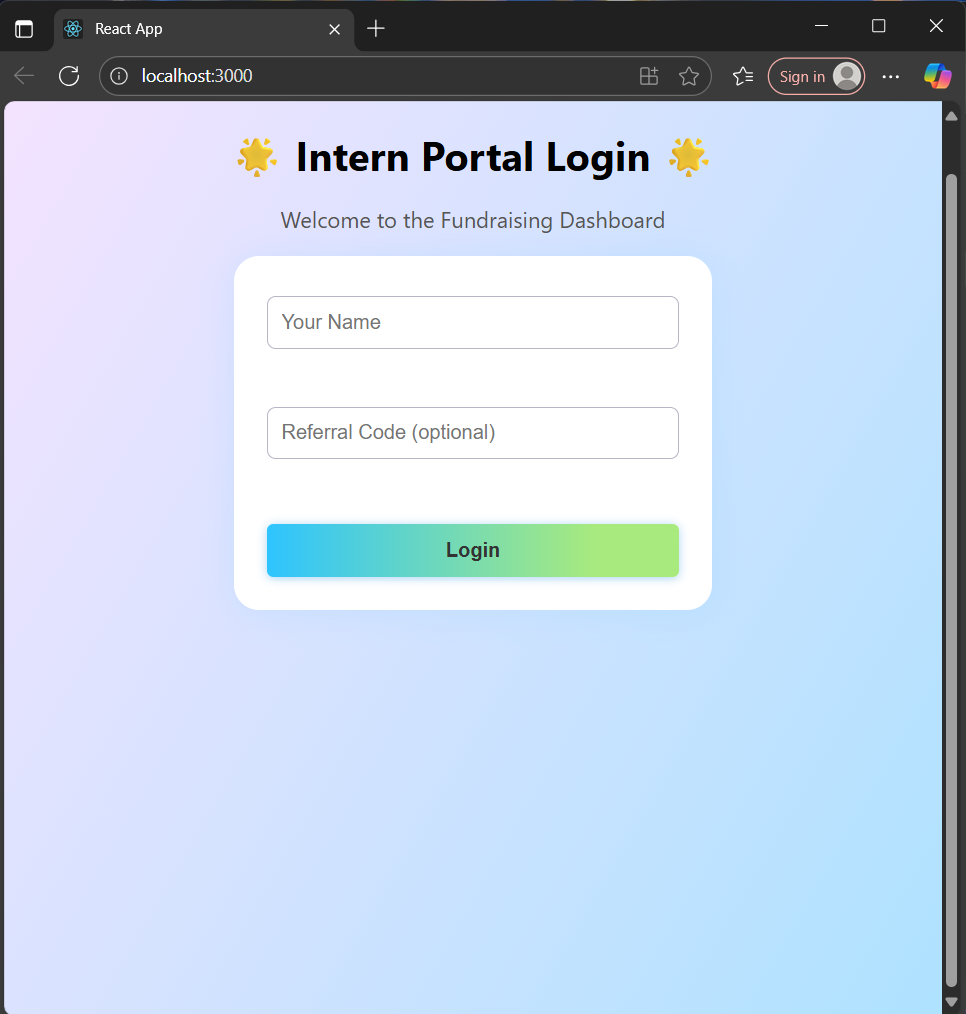 React App
localhost:3000
Sign in
🌟 Intern Portal Login 🌟
Welcome to the Fundraising Dashboard
Your Name
Referral Code (optional)
Login